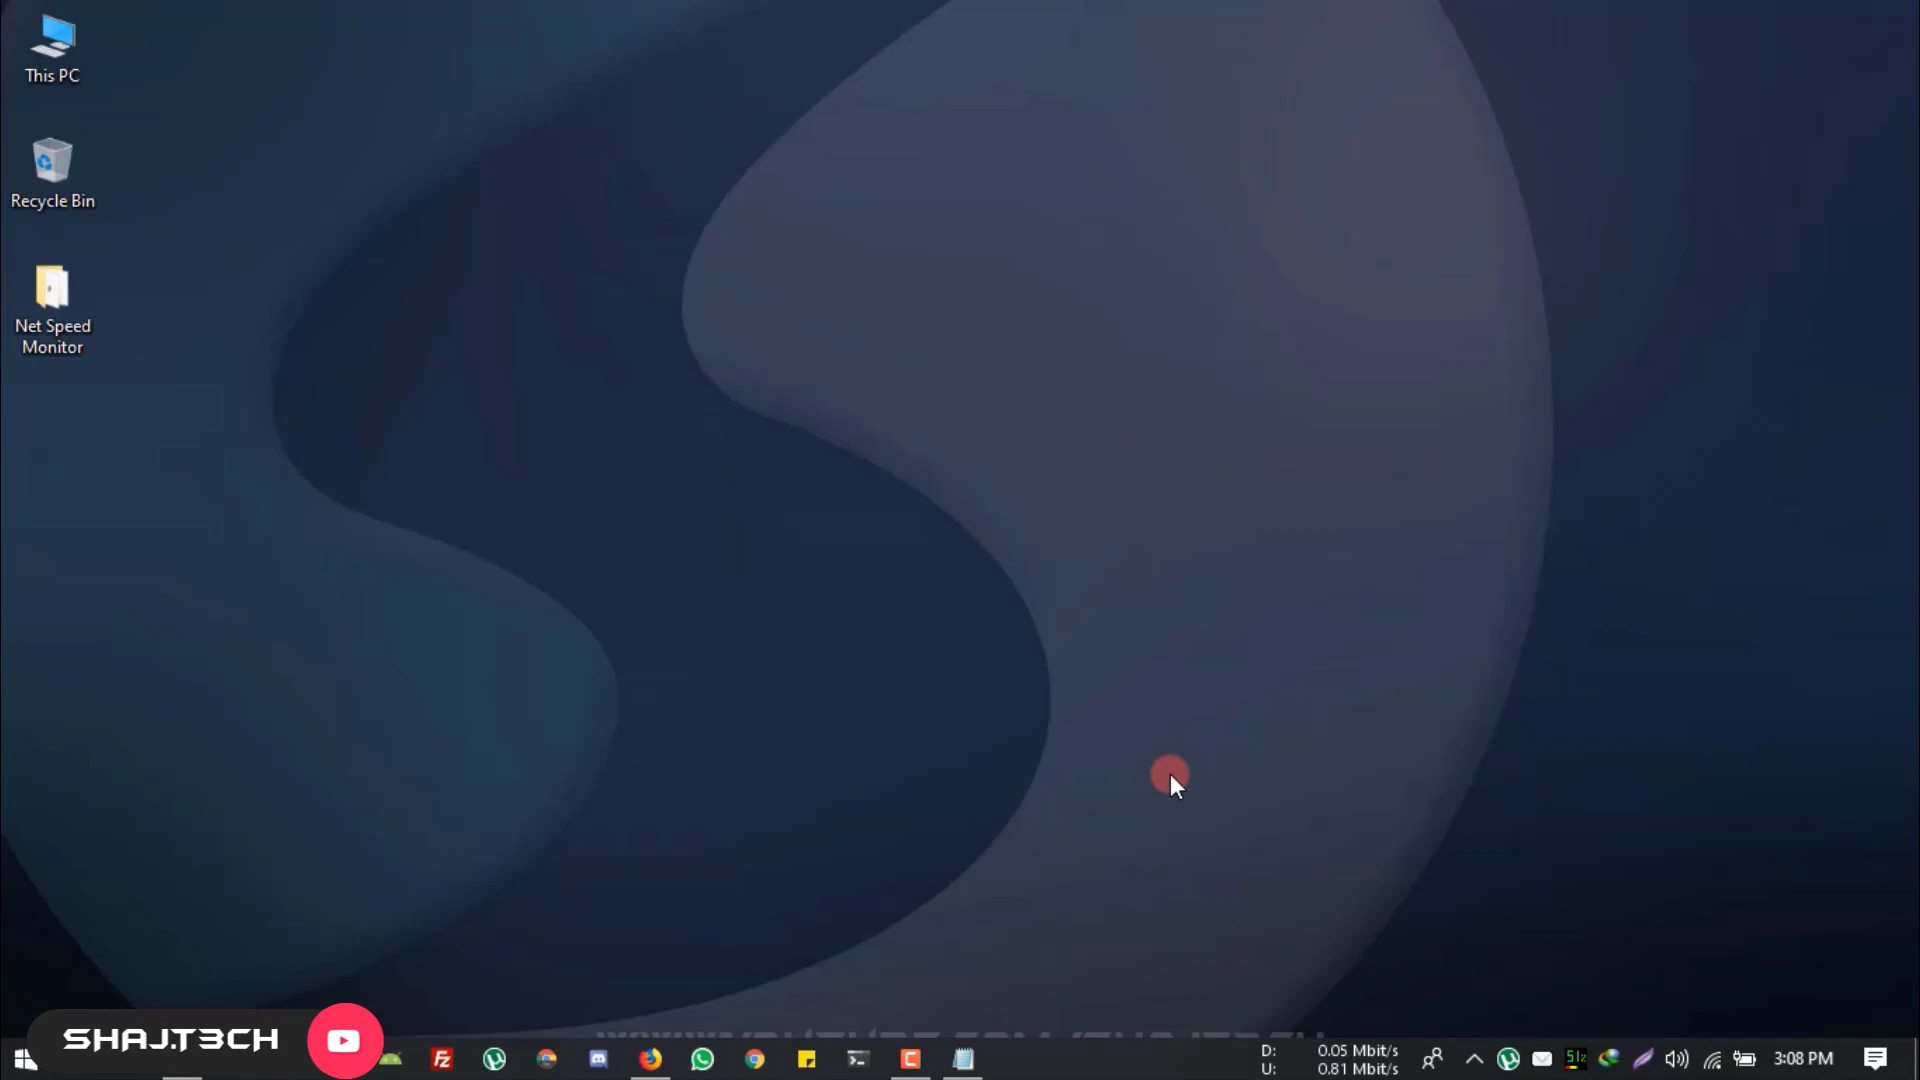 This PC
Recycle Bin
Net Speed
Monitor
SHAJ.T3CH
D: 0.05 Mbit/s
U: 0.81 Mbit/s
3:08 PM